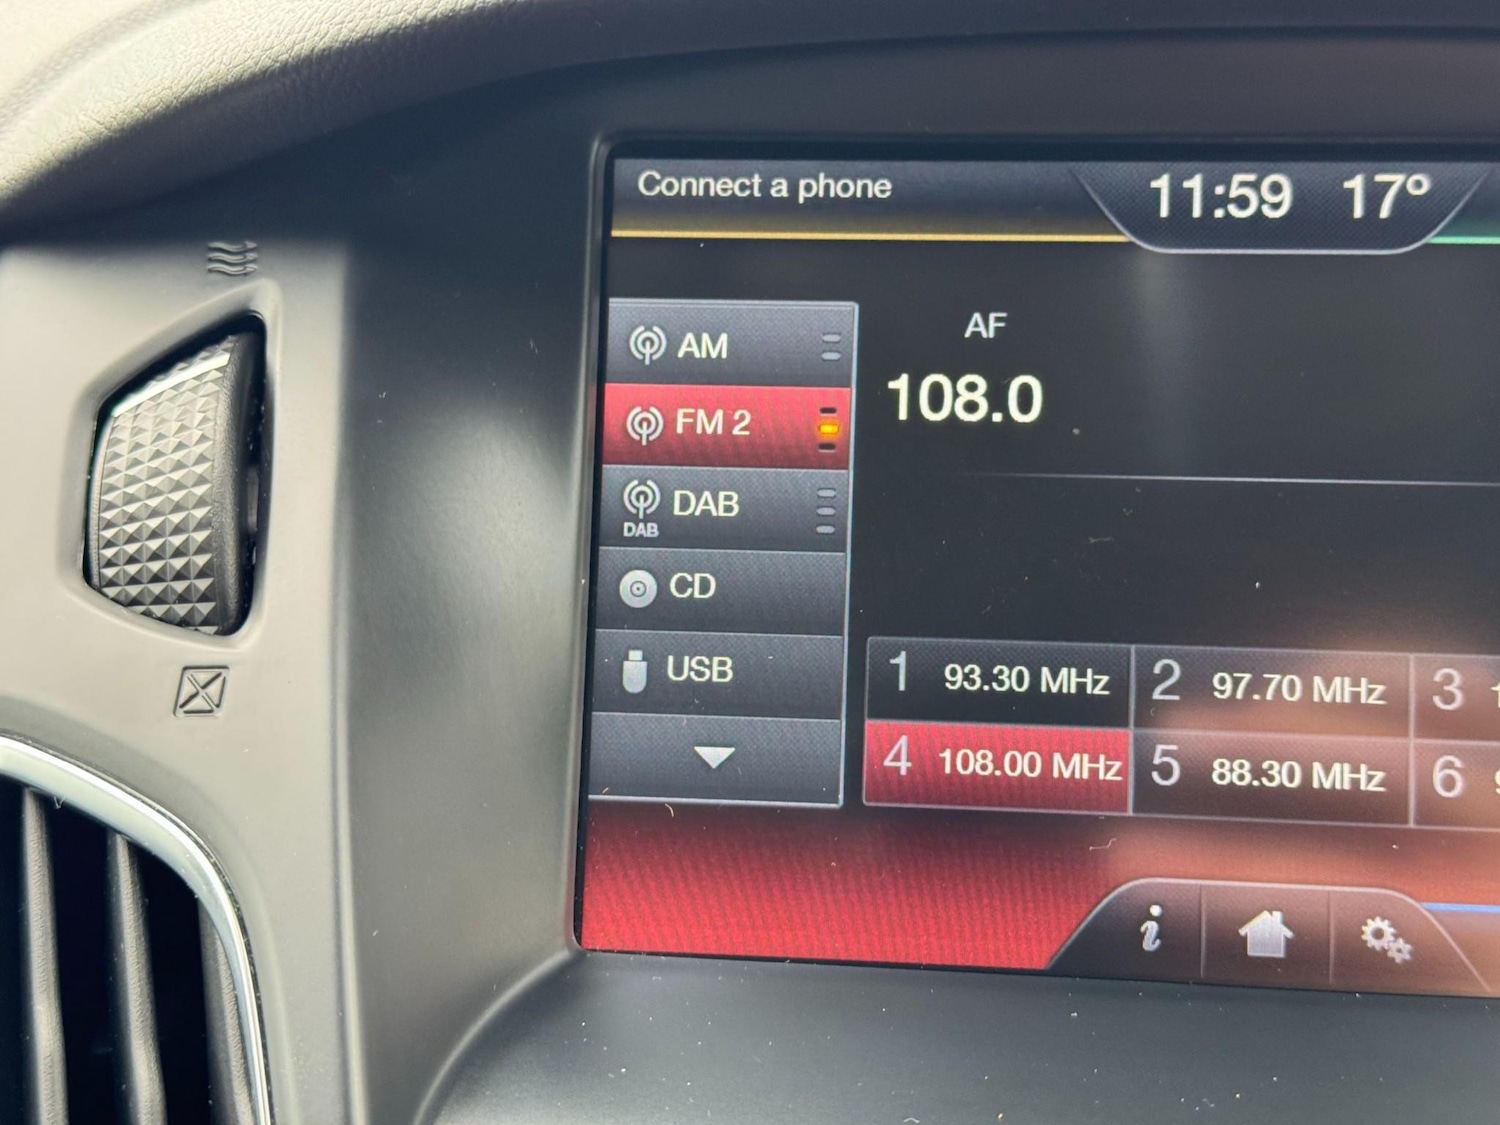 Connect a phone
11:59 17°
AM
FM 2
DAB
DAB
CD
USB
AF
108.0
1 93.30 MHz 2 97.70 MHz 3
4 108.00 MHz 5 88.30 MHz 6
i